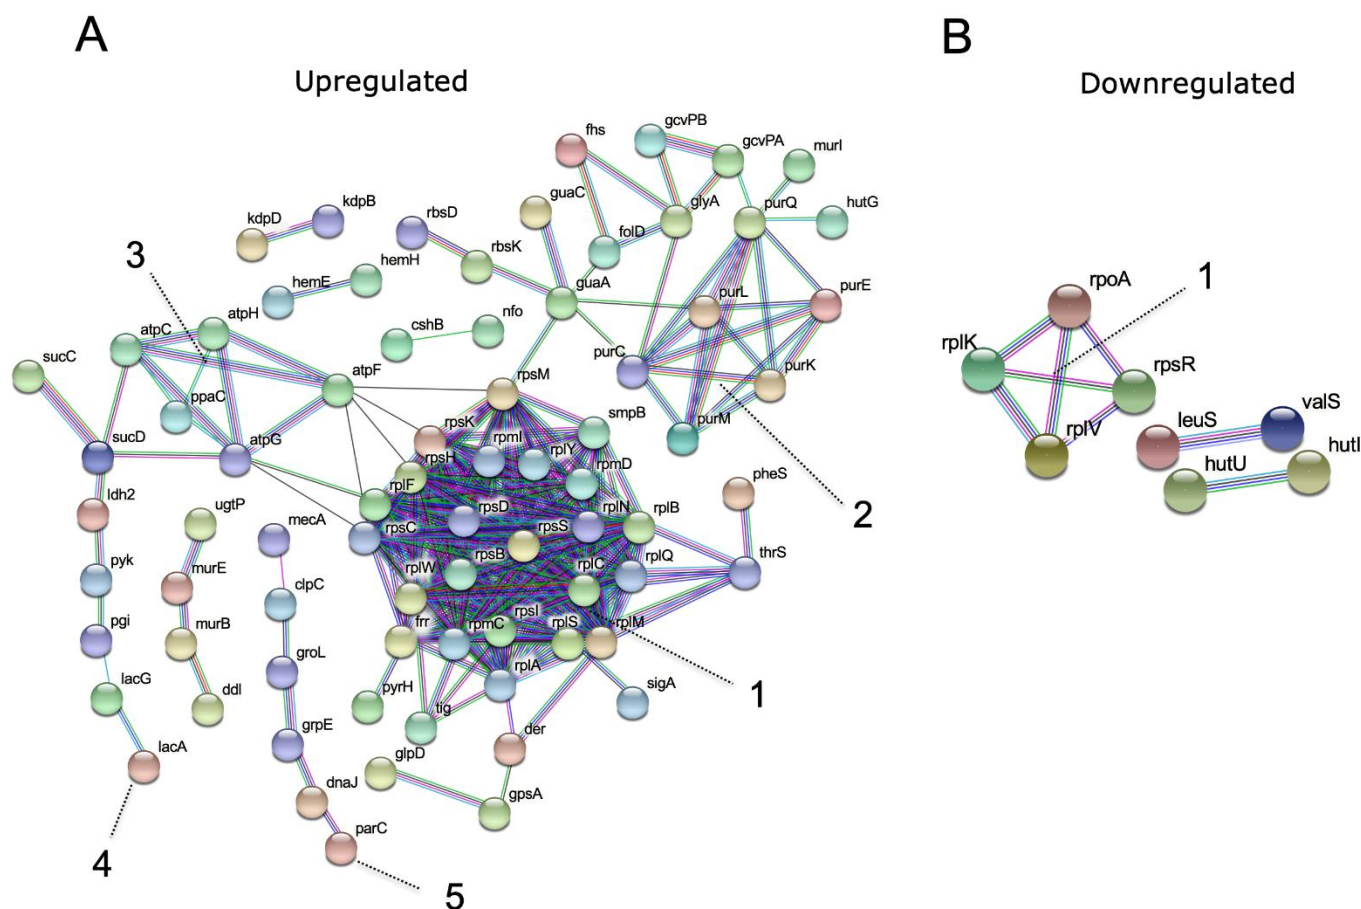 A
B
Upregulated
Downregulated
fhs
gcvPB
gcvPA
murI
kdpD
kdpB
rbsD
guaC
glyA
purQ
hutG
folD
rbsK
3
hemE
hemH
guaA
purL
purE
atpC
atpH
cshB
nfo
sucC
atpF
purC
purK
ppaC
rpsM
purM
smpB
sucD
atpG
rpsK
rpmI
rplY
rpsH
rpmD
2
rplF
pheS
ldh2
rpsD
rplN
rplB
ugtP
mecA
rpsC
rpsS
rpsB
rplC
rplQ
thrS
pyk
murE
clpC
rplW
rpsI
pgi
murB
groL
frr
rpmC
rplS
rplM
rplA
1
lacG
ddl
pyrH
sigA
tig
lacA
grpE
der
glpD
dnaJ
gpsA
4
parC
5
1
rpoA
rplK
rpsR
rplV
leuS
valS
hutU
hutI